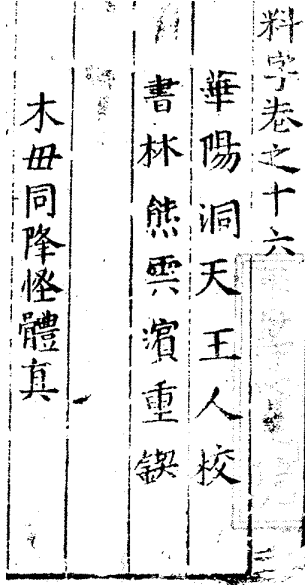 料字卷之十六
華陽洞天王人校
書林熊雲濱重鍥
木母同降怪體真